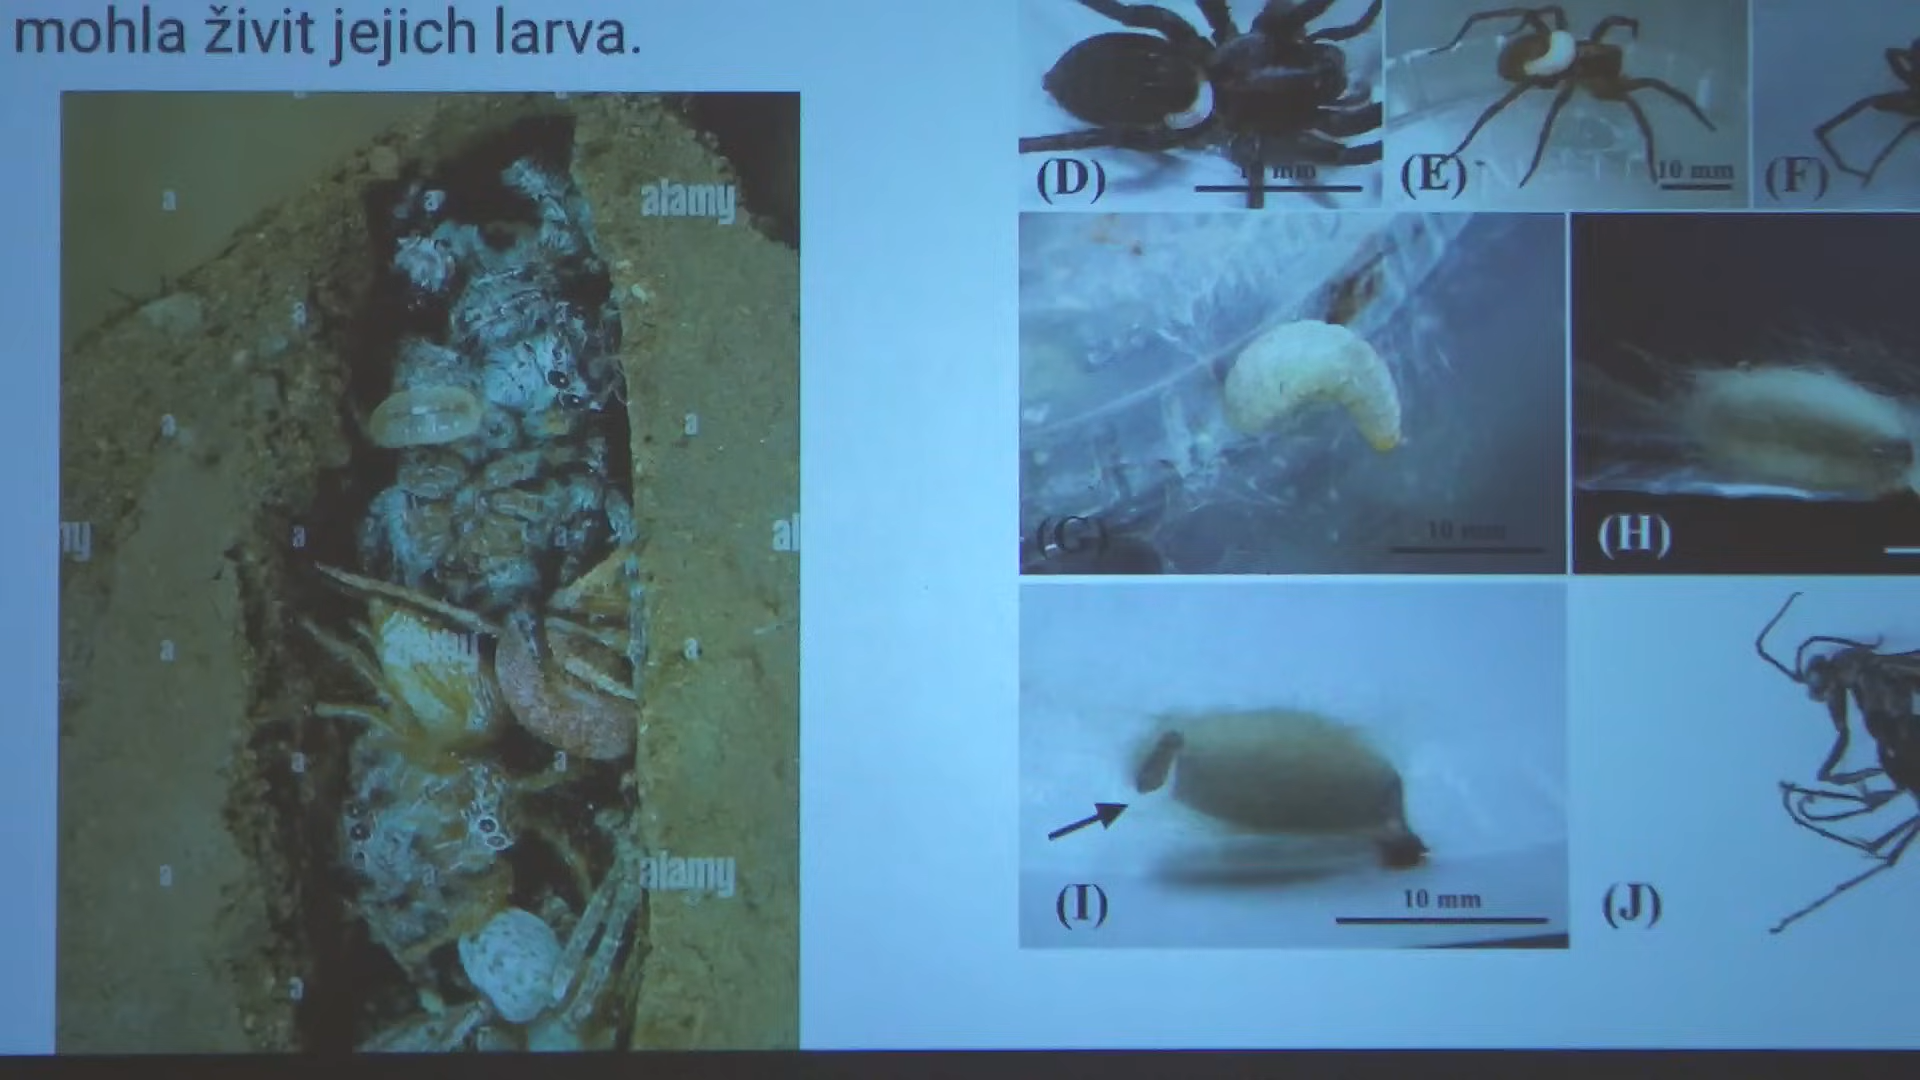 mohla živit jejich larva.
alamy
alamy
(D)
(E)
10 mm
(F)
(G)
10 mm
(H)
(I)
10 mm
(J)